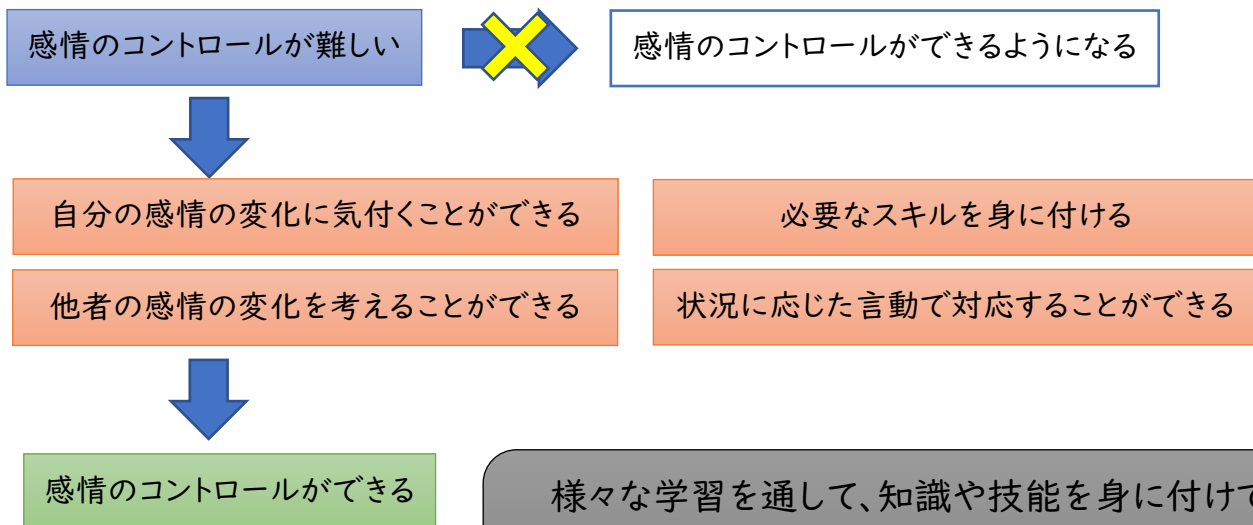 感情のコントロールが難しい
感情のコントロールができるようになる
自分の感情の変化に気付くことができる
必要なスキルを身に付ける
他者の感情の変化を考えることができる
状況に応じた言動で対応することができる
感情のコントロールができる
様々な学習を通して、知識や技能を身に付けて